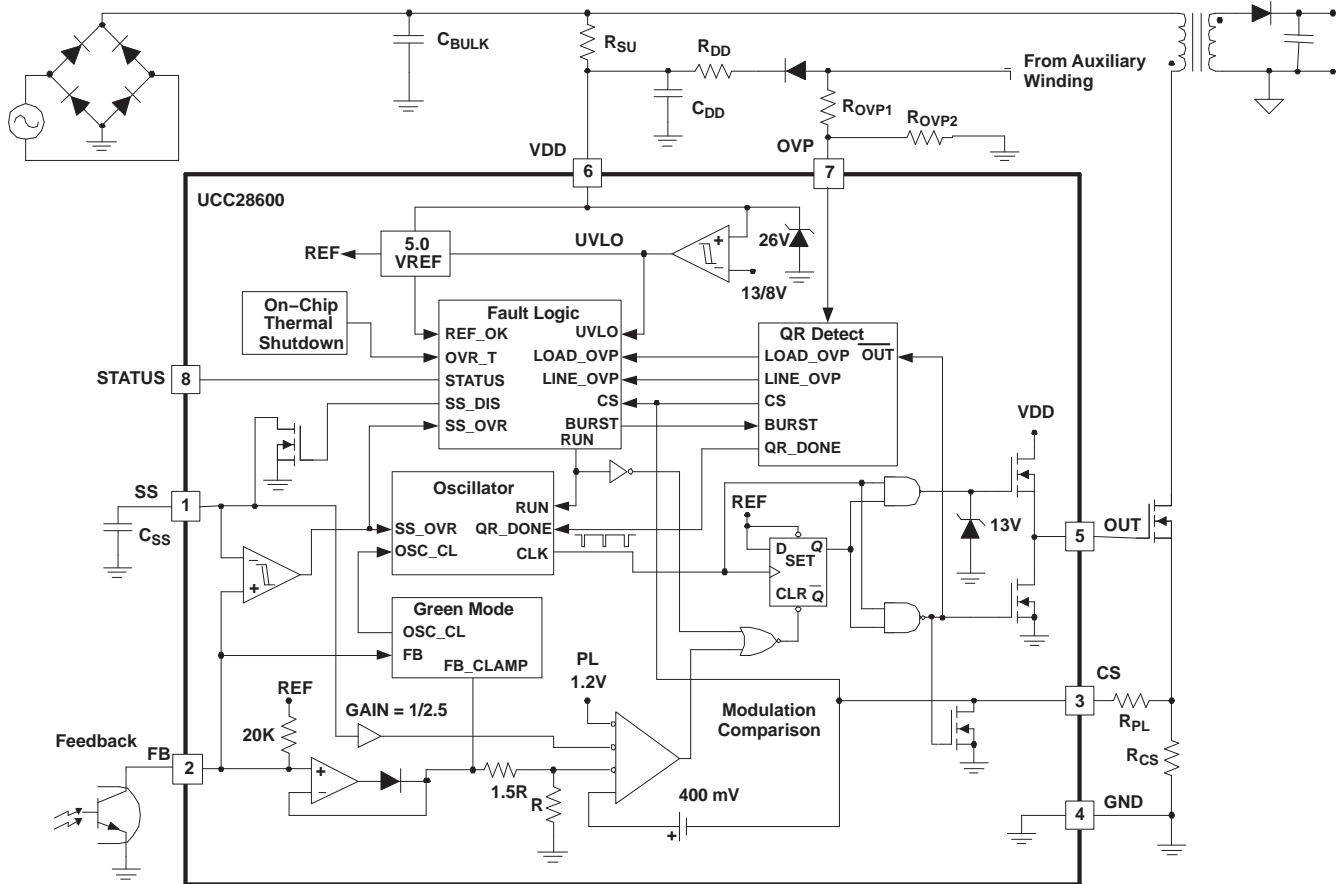 CBULK
RSU
RDD
From Auxiliary
Winding
CDD
ROVP1
ROVP2
VDD
OVP
6
7
UCC28600
REF
5.0
VREF
UVLO
+
−
26V
13/8V
On−Chip
Thermal
Shutdown
Fault Logic
REF_OK
UVLO
OVR_T
LOAD_OVP
STATUS
LINE_OVP
SS_DIS
CS
SS_OVR
BURST
RUN
QR Detect
LOAD_OVP
OUT
LINE_OVP
CS
BURST
QR_DONE
STATUS
8
VDD
SS
1
CSS
Oscillator
RUN
SS_OVR
QR_DONE
OSC_CL
CLK
REF
D
Q
SET
CLR
Q
13V
5
OUT
−
+
Green Mode
OSC_CL
FB
FB_CLAMP
PL
1.2V
Modulation
Comparison
CS
3
RPL
RCS
REF
20K
GAIN = 1/2.5
Feedback
FB
2
+
−
1.5R
R
400 mV
+
4
GND